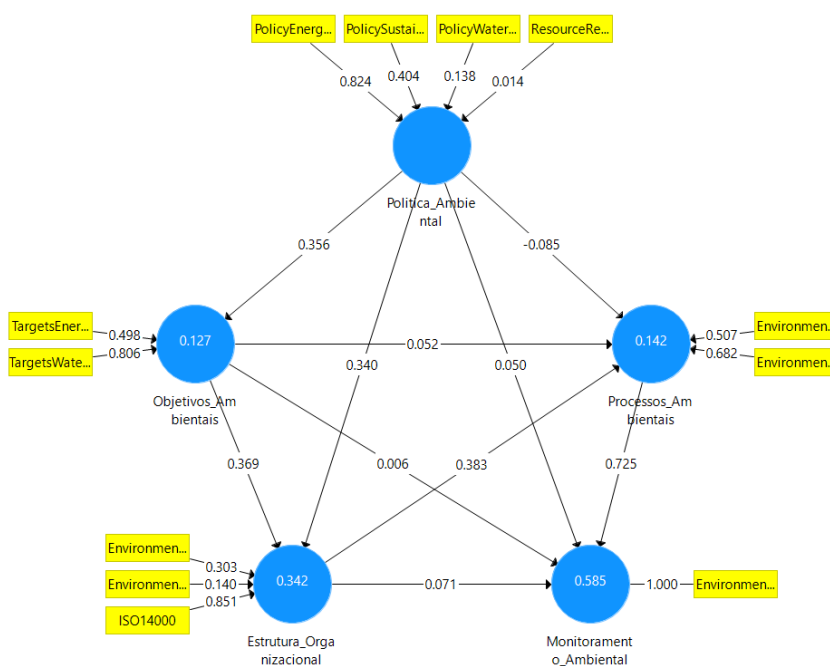 PolicyEnerg...
PolicySustai...
PolicyWater...
ResourceRe...
0.824
0.404
0.138
0.014
Politica_Ambie
ntal
0.356
-0.085
TargetsEner...
TargetsWate...
0.498
0.806
0.127
0.052
0.142
0.507
0.682
Environmen..
Environmen..
Objetivos_Am
bientais
0.340
0.050
Processos_Am
bientais
0.369
0.006
0.383
0.725
Environmen...
Environmen...
ISO14000
0.303
0.140
0.851
0.342
0.071
0.585
1.000
Environmen...
Estrutura_Orga
nizacional
Monitorament
o_Ambiental